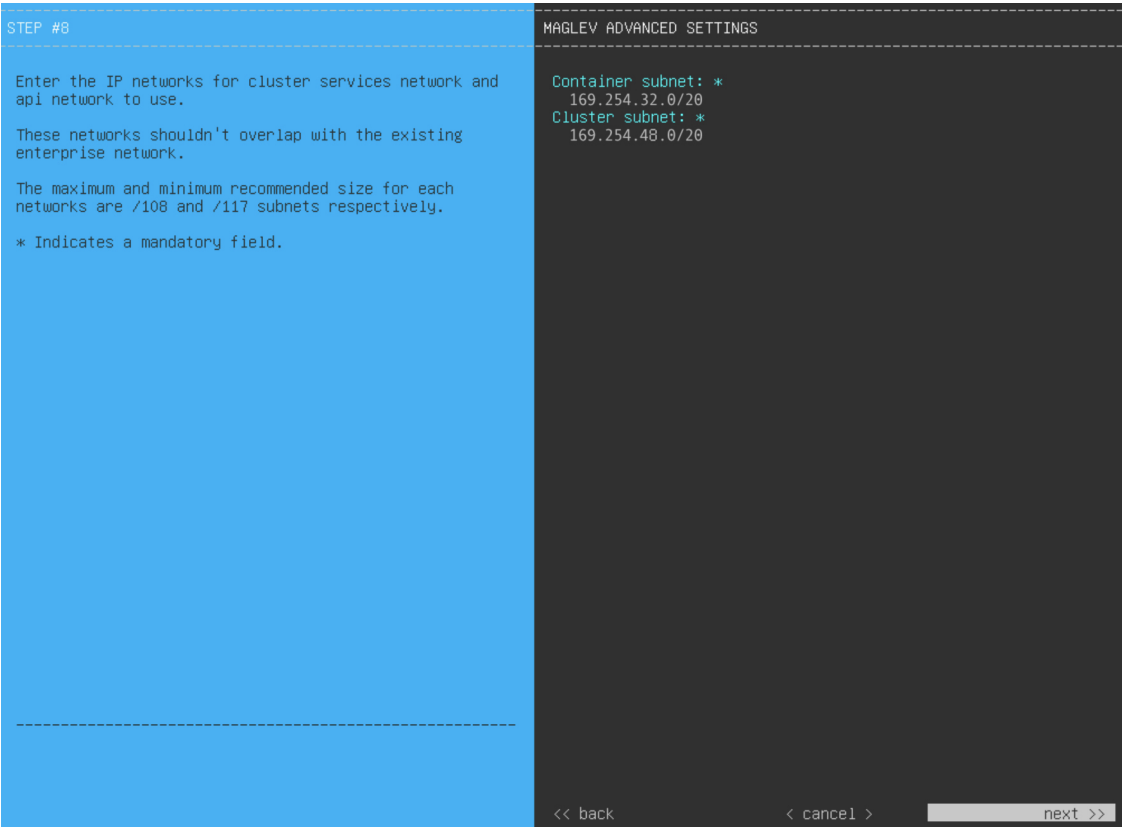 STEP #8
Enter the IP networks for cluster services network and
api network to use.
These networks shouldn't overlap with the existing
enterprise network.
The maximum and minimum recommended size for each
networks are /108 and /117 subnets respectively.
* Indicates a mandatory field.
MAGLEV ADVANCED SETTINGS
Container subnet: *
169.254.32.0/20
Cluster subnet: *
169.254.48.0/20
<< back < cancel > next >>